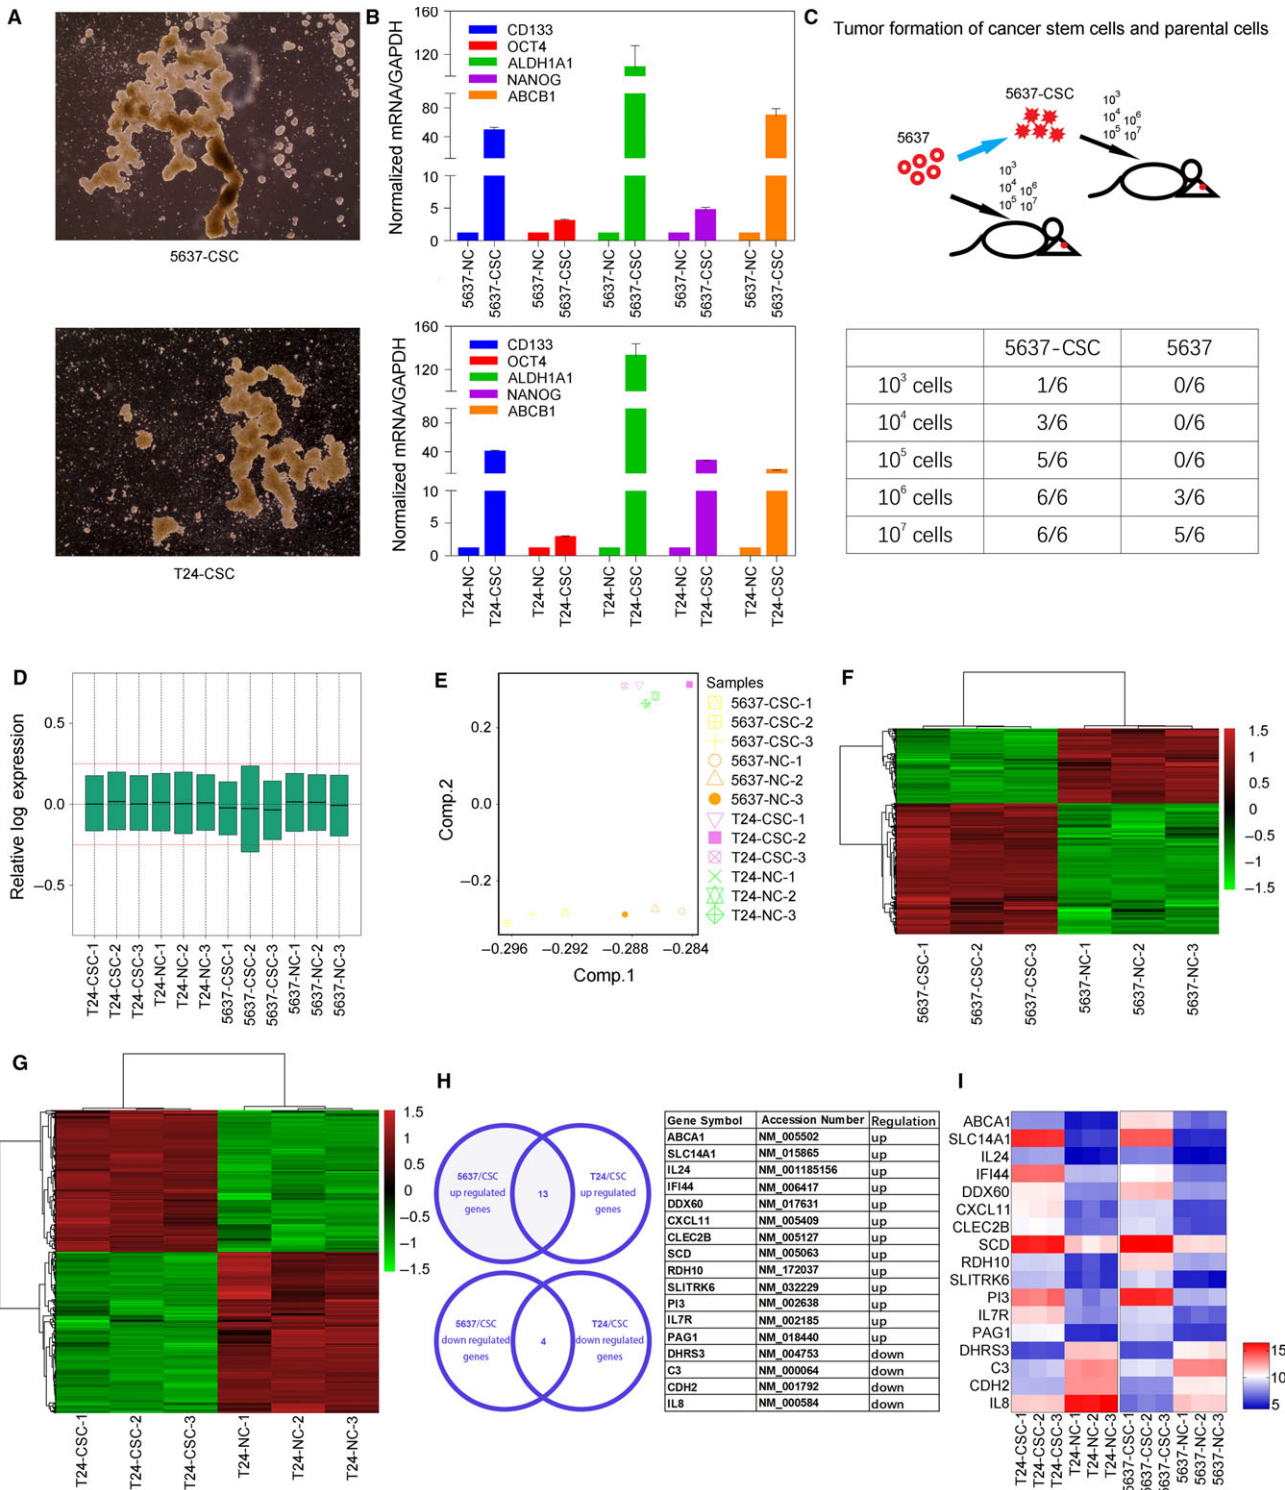 A
5637-CSC
T24-CSC
B
Normalized mRNA/GAPDH
160
120
80
40
10
5
0
CD133
OCT4
ALDH1A1
NANOG
ABCB1
5637-NC
5637-CSC
5637-NC
5637-CSC
5637-NC
5637-CSC
5637-NC
5637-CSC
5637-NC
5637-CSC
Normalized mRNA/GAPDH
160
120
80
40
10
5
0
CD133
OCT4
ALDH1A1
NANOG
ABCB1
T24-NC
T24-CSC
T24-NC
T24-CSC
T24-NC
T24-CSC
T24-NC
T24-CSC
T24-NC
T24-CSC
C
Tumor formation of cancer stem cells and parental cells
5637-CSC
5637
10³
10⁴ 10⁶
10⁵ 10⁷
10³
10⁴ 10⁶
10⁵ 10⁷
5637-CSC 5637
10³ cells 1/6 0/6
10⁴ cells 3/6 0/6
10⁵ cells 5/6 0/6
10⁶ cells 6/6 3/6
10⁷ cells 6/6 5/6
D
Relative log expression
0.5
0.0
−0.5
T24-CSC-1
T24-CSC-2
T24-CSC-3
T24-NC-1
T24-NC-2
T24-NC-3
5637-CSC-1
5637-CSC-2
5637-CSC-3
5637-NC-1
5637-NC-2
5637-NC-3
E
Comp.2
0.2
0.0
−0.2
−0.296 −0.292 −0.288 −0.284
Comp.1
Samples
5637-CSC-1
5637-CSC-2
5637-CSC-3
5637-NC-1
5637-NC-2
5637-NC-3
T24-CSC-1
T24-CSC-2
T24-CSC-3
T24-NC-1
T24-NC-2
T24-NC-3
F
1.5
1
0.5
0
−0.5
−1
−1.5
5637-CSC-1
5637-CSC-2
5637-CSC-3
5637-NC-1
5637-NC-2
5637-NC-3
G
1.5
1
0.5
0
−0.5
−1
−1.5
T24-CSC-1
T24-CSC-2
T24-CSC-3
T24-NC-1
T24-NC-2
T24-NC-3
H
5637/CSC
up regulated
genes
13
T24/CSC
up regulated
genes
5637/CSC
down regulated
genes
4
T24/CSC
down regulated
genes
Gene Symbol Accession Number Regulation
ABCA1 NM_005502 up
SLC14A1 NM_015865 up
IL24 NM_001185156 up
IFI44 NM_006417 up
DDX60 NM_017631 up
CXCL11 NM_005409 up
CLEC2B NM_005127 up
SCD NM_005063 up
RDH10 NM_172037 up
SLITRK6 NM_032229 up
PI3 NM_002638 up
IL7R NM_002185 up
PAG1 NM_018440 up
DHRS3 NM_004753 down
C3 NM_000064 down
CDH2 NM_001792 down
IL8 NM_000584 down
I
ABCA1
SLC14A1
IL24
IFI44
DDX60
CXCL11
CLEC2B
SCD
RDH10
SLITRK6
PI3
IL7R
PAG1
DHRS3
C3
CDH2
IL8
T24-CSC-1
T24-CSC-2
T24-CSC-3
T24-NC-1
T24-NC-2
T24-NC-3
5637-CSC-1
5637-CSC-2
5637-CSC-3
5637-NC-1
5637-NC-2
5637-NC-3
15
10
5